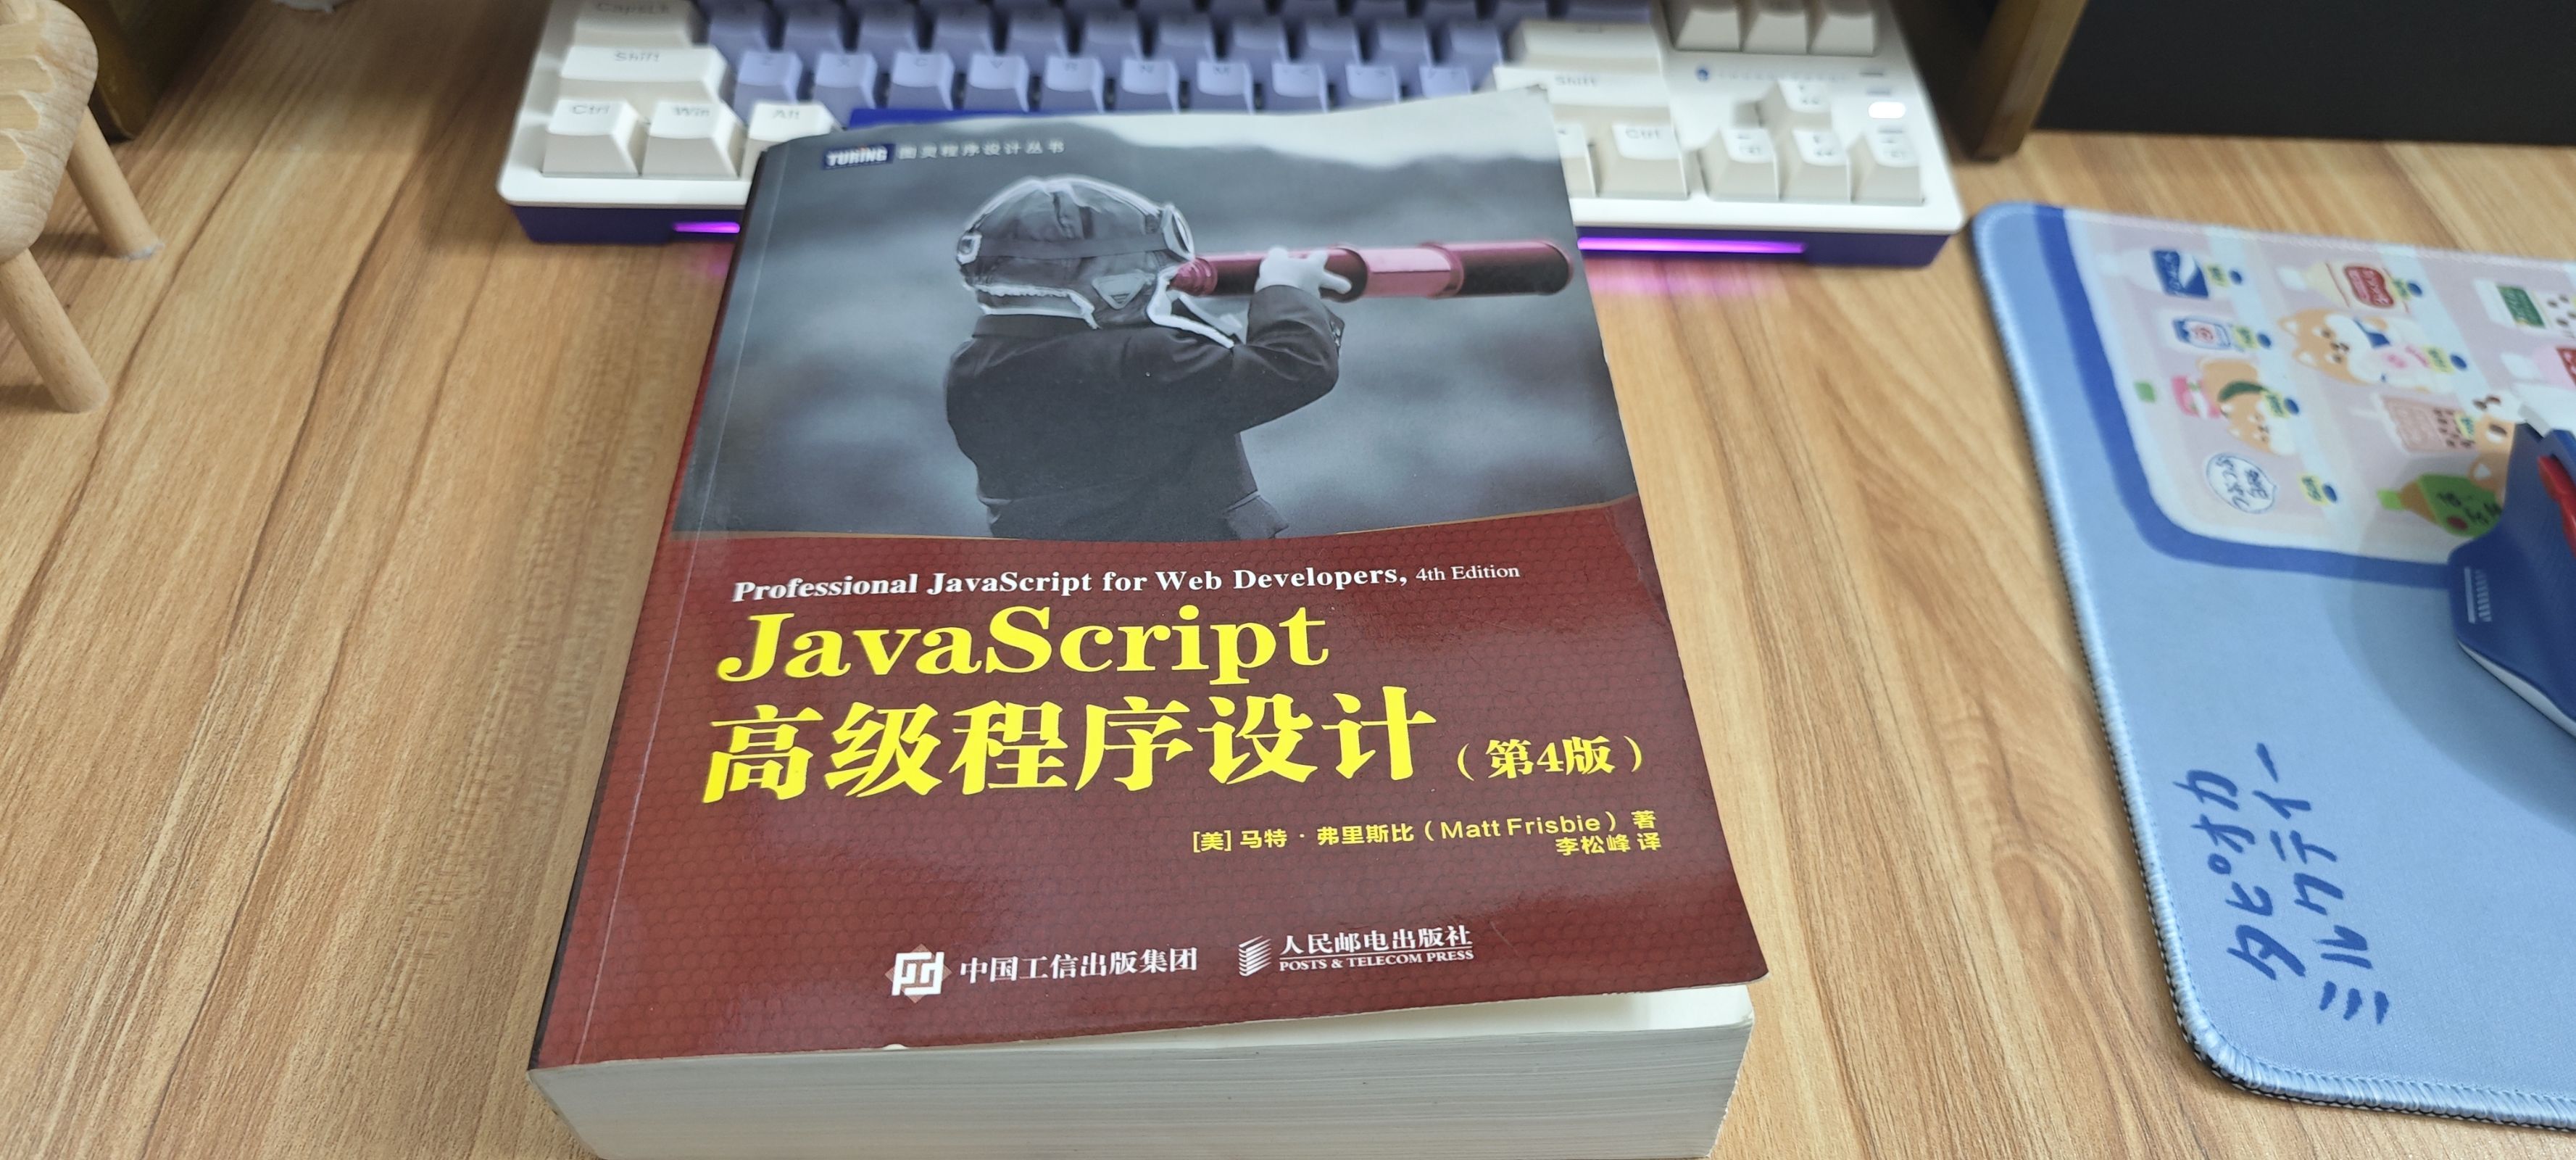 CapsLk
Shift
Z X C V B N M
Shift
Ctrl Win Alt
Ctrl
TURING 图灵程序设计丛书
Professional JavaScript for Web Developers, 4th Edition
JavaScript
高级程序设计（第4版）
[美] 马特·弗里斯比（Matt Frisbie）著
李松峰 译
中国工信出版集团
人民邮电出版社
POSTS & TELECOM PRESS
タピオカ
ミルクティー